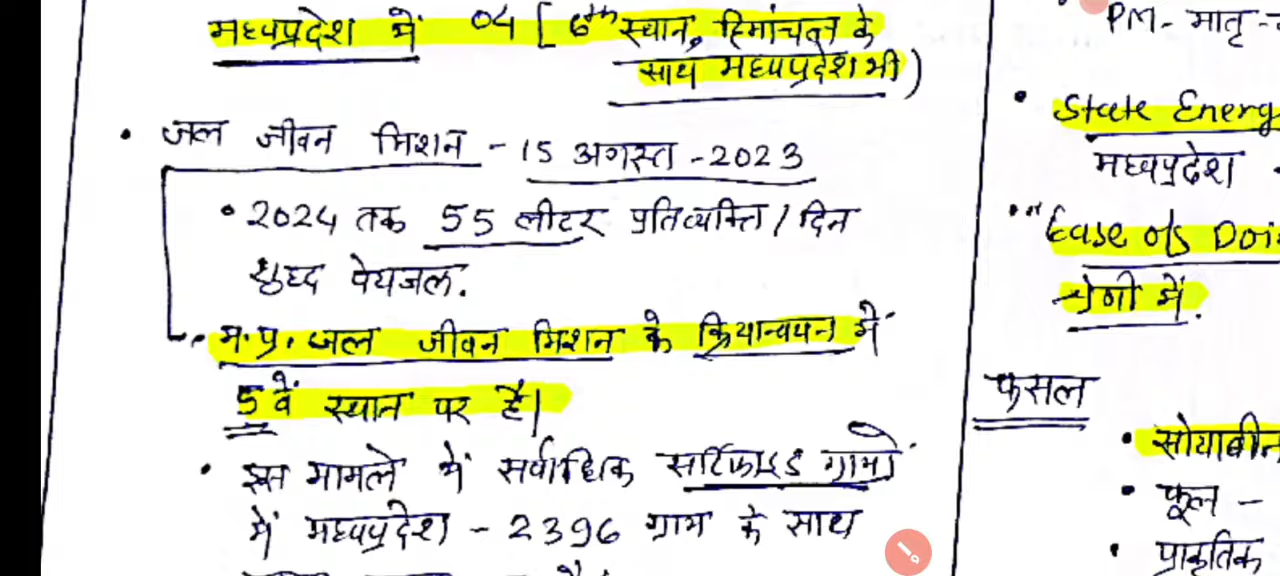 मध्यप्रदेश में 04 [ 6th स्थान, हिमांचल के
साथ मध्यप्रदेश भी )
• जल जीवन मिशन - 15 अगस्त - 2023
• 2024 तक 55 लीटर प्रतिव्यक्ति / दिन
शुध्द पेयजल.
• म. प्र. जल जीवन मिशन के क्रियान्वयन में
5 वें स्थान पर है।
• इस मामले में सर्वाधिक सर्टिफाइड ग्रामों
में मध्यप्रदेश - 2396 ग्राम के साथ
PM - मातृ -
• State Energy
मध्यप्रदेश
• "Ease of Doi
श्रेणी में.
फसल
• सोयाबीन
• फूल -
• प्राकृतिक